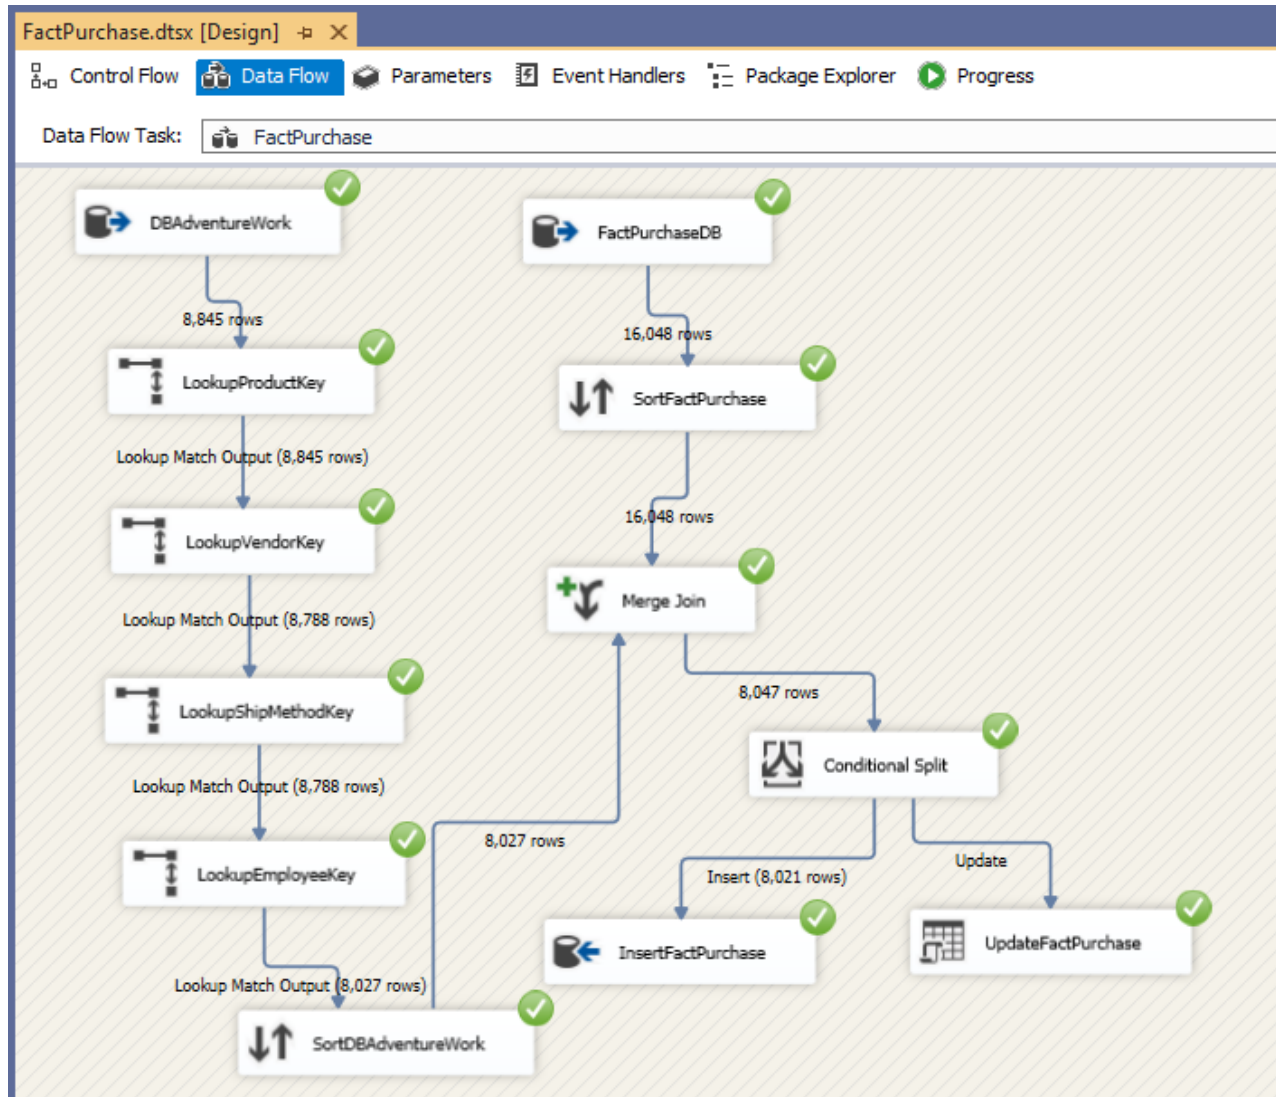 FactPurchase.dtsx [Design]
Control Flow Data Flow Parameters Event Handlers Package Explorer Progress
Data Flow Task: FactPurchase
DBAdventureWork
FactPurchaseDB
8,845 rows
16,048 rows
LookupProductKey
SortFactPurchase
Lookup Match Output (8,845 rows)
16,048 rows
LookupVendorKey
Merge Join
Lookup Match Output (8,788 rows)
8,047 rows
LookupShipMethodKey
Conditional Split
Lookup Match Output (8,788 rows)
8,027 rows
Insert (8,021 rows)
Update
LookupEmployeeKey
InsertFactPurchase
UpdateFactPurchase
Lookup Match Output (8,027 rows)
SortDBAdventureWork